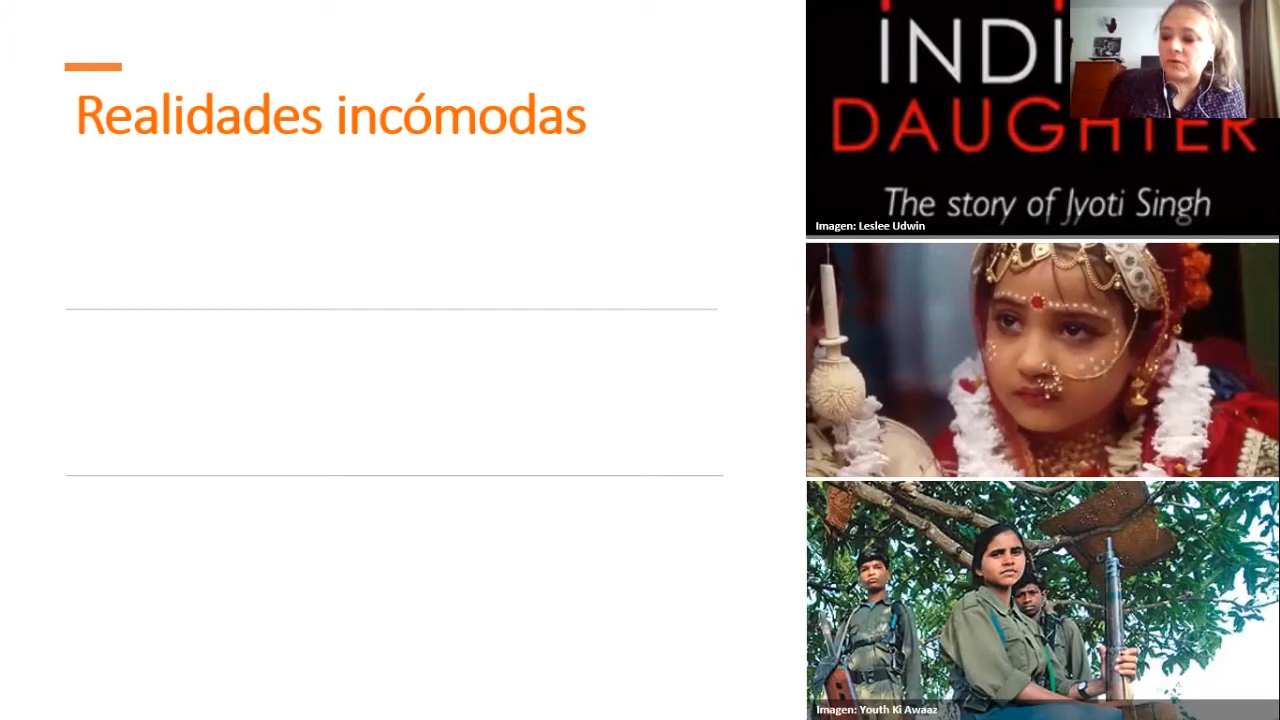 Realidades incómodas
INDI
DAUGHTER
The story of Jyoti Singh
Imagen: Leslee Udwin
Imagen: Youth Ki Awaaz